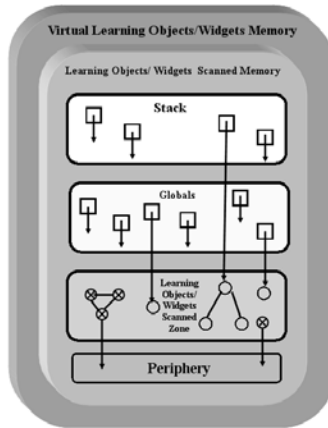 Virtual Learning Objects/Widgets Memory
Learning Objects/ Widgets Scanned Memory
Stack
Globals
Learning
Objects/
Widgets
Scanned
Zone
Periphery